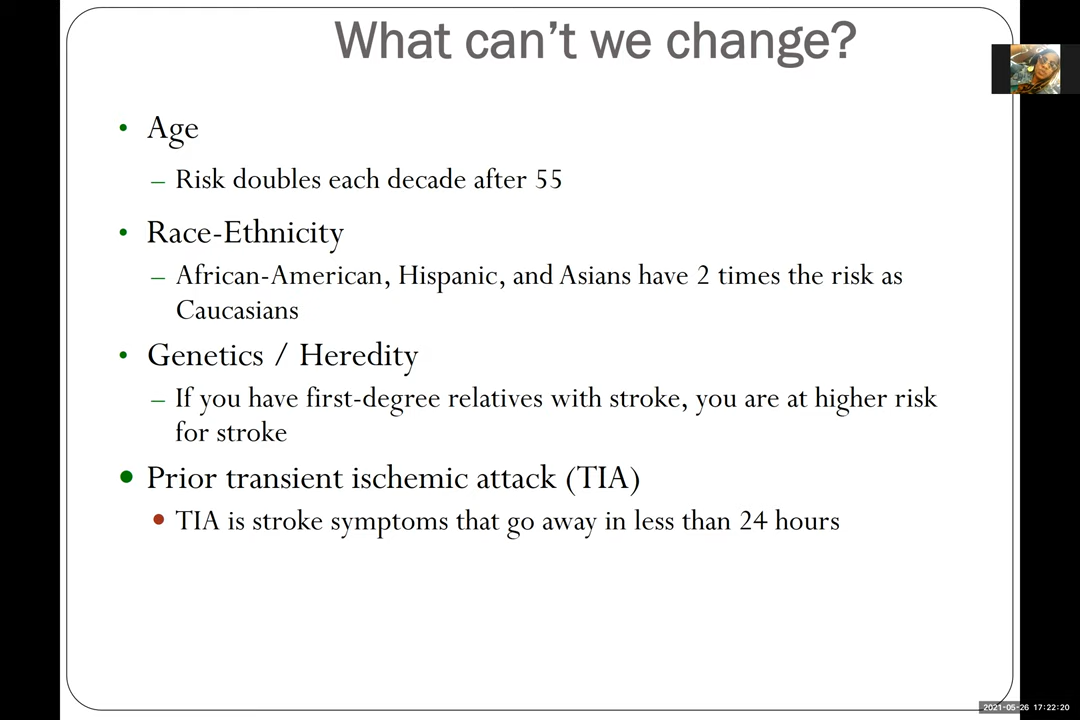 What can’t we change?
• Age
– Risk doubles each decade after 55
• Race-Ethnicity
– African-American, Hispanic, and Asians have 2 times the risk as
Caucasians
• Genetics / Heredity
– If you have first-degree relatives with stroke, you are at higher risk
for stroke
• Prior transient ischemic attack (TIA)
• TIA is stroke symptoms that go away in less than 24 hours
2021-05-26 17:22:20